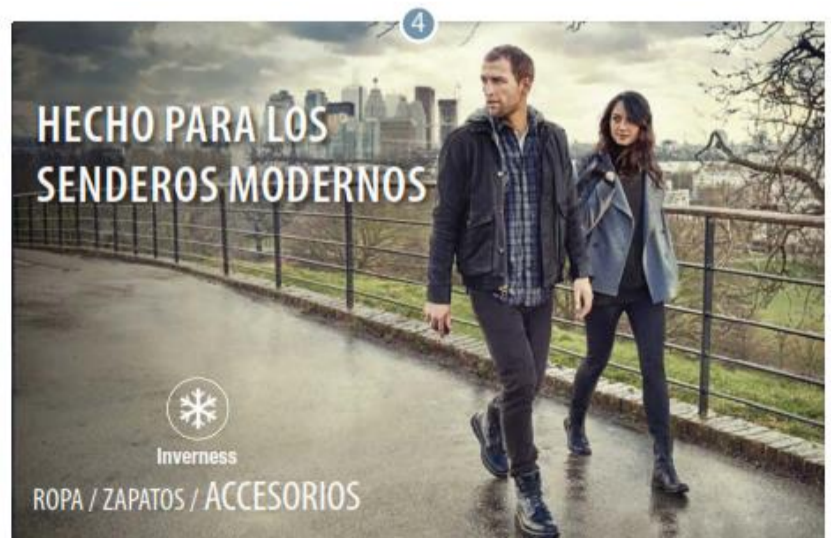 4
HECHO PARA LOS
SENDEROS MODERNOS
Inverness
ROPA / ZAPATOS / ACCESORIOS